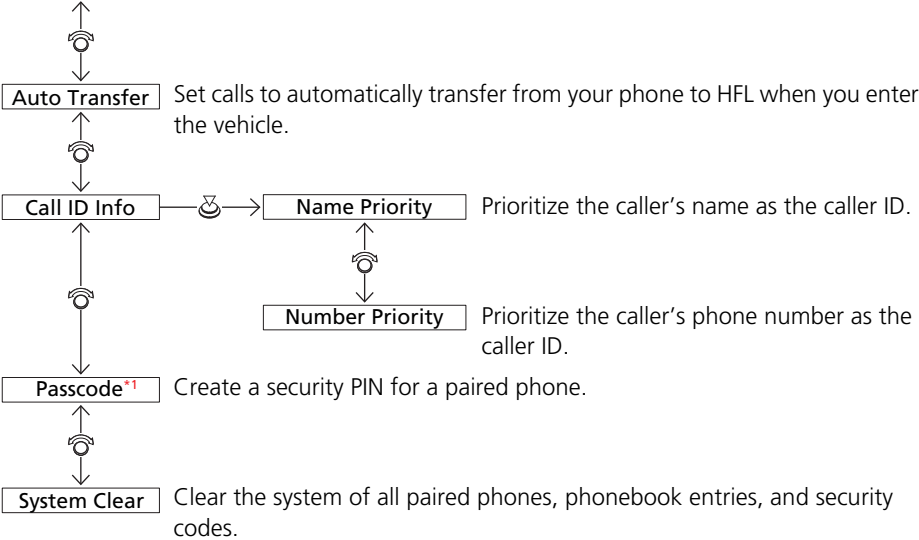 Auto Transfer
Set calls to automatically transfer from your phone to HFL when you enter
the vehicle.
Call ID Info
Name Priority
Prioritize the caller’s name as the caller ID.
Number Priority
Prioritize the caller’s phone number as the
caller ID.
Passcode*1
Create a security PIN for a paired phone.
System Clear
Clear the system of all paired phones, phonebook entries, and security
codes.